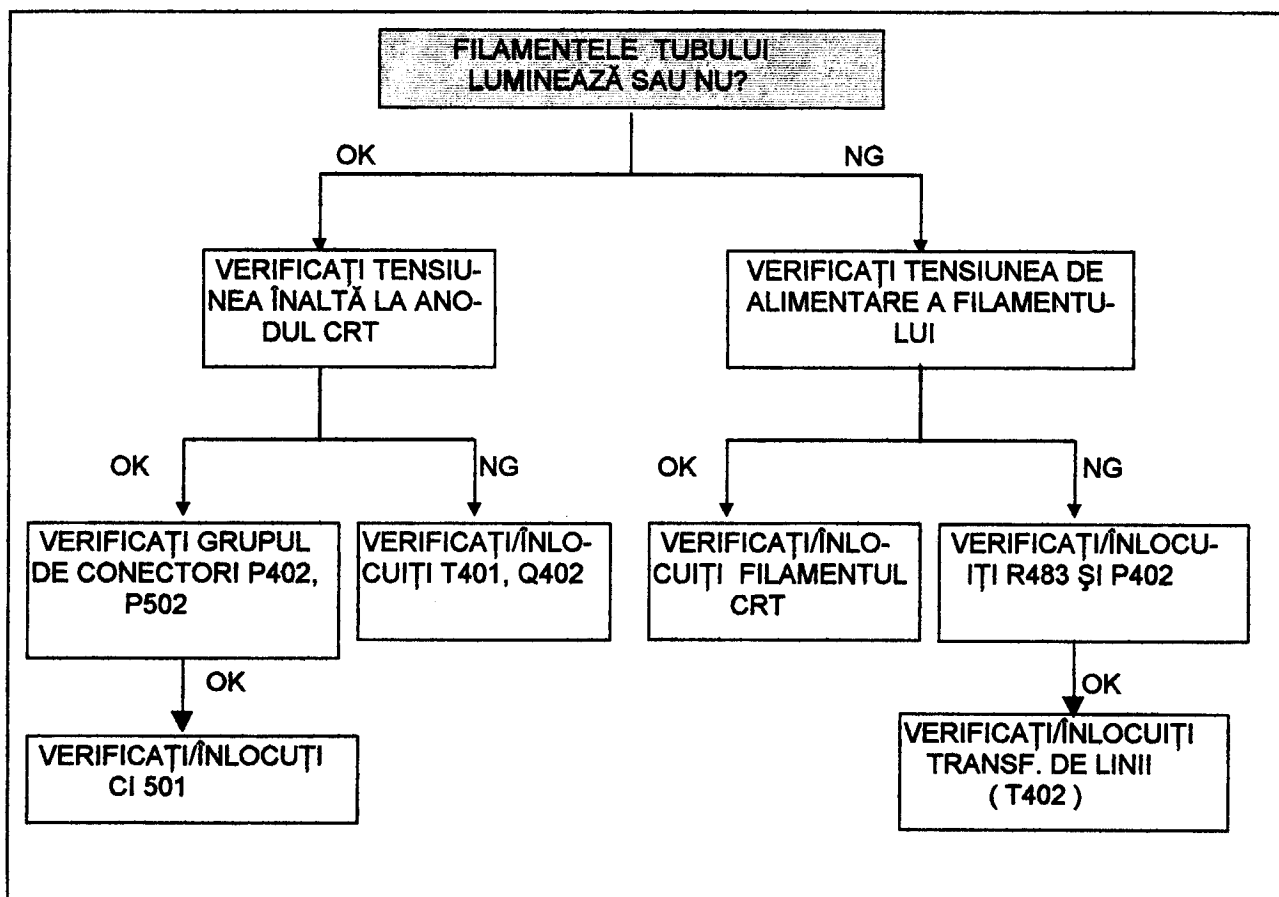 FILAMENTELE TUBULUI
LUMINEAZĂ SAU NU?
OK
NG
VERIFICAȚI TENSIU-
NEA ÎNALTĂ LA ANO-
DUL CRT
VERIFICAȚI TENSIUNEA DE
ALIMENTARE A FILAMENTU-
LUI
OK
NG
OK
NG
VERIFICAȚI GRUPUL
DE CONECTORI P402,
P502
VERIFICAȚI/ÎNLO-
CUIȚI T401, Q402
VERIFICAȚI/ÎNLO-
CUIȚI FILAMENTUL
CRT
VERIFICAȚI/ÎNLOCU-
IȚI R483 ȘI P402
OK
OK
VERIFICAȚI/ÎNLOCUȚI
CI 501
VERIFICAȚI/ÎNLOCUIȚI
TRANSF. DE LINII
( T402 )